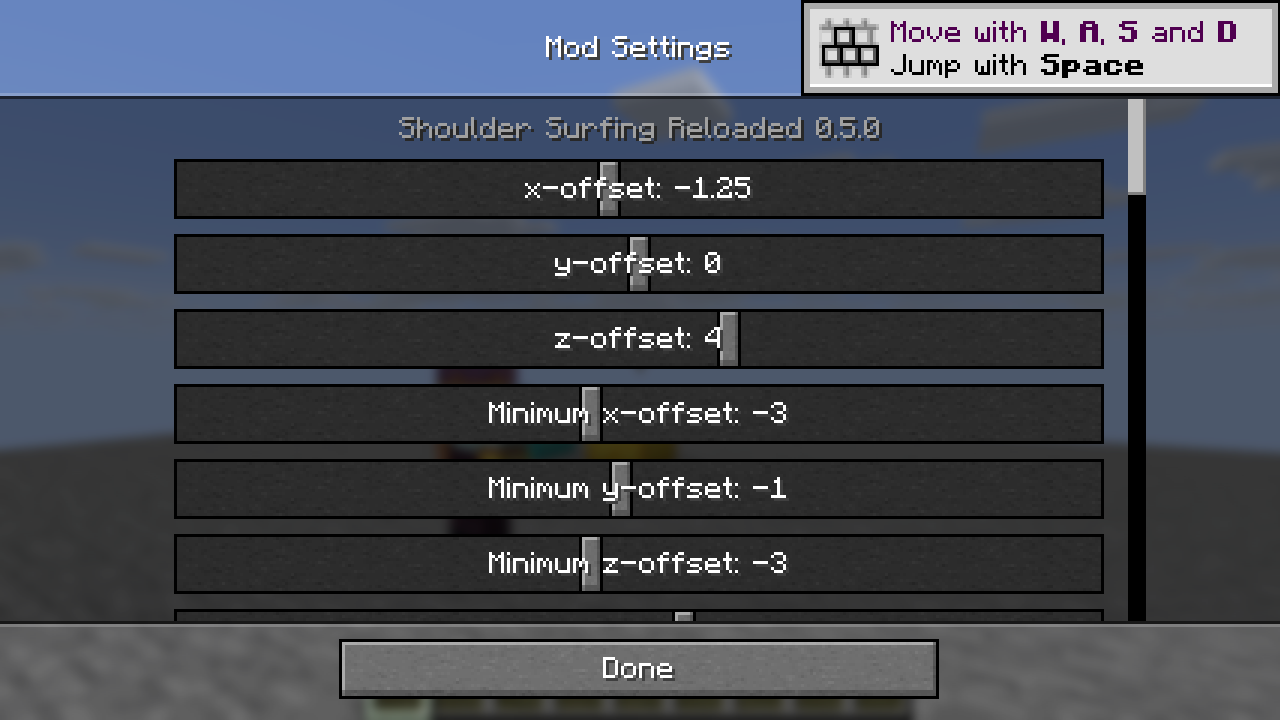 Mod Settings
Move with W, A, S and D
Jump with Space
Shoulder Surfing Reloaded 0.5.0
x-offset: -1.25
y-offset: 0
z-offset: 4
Minimum x-offset: -3
Minimum y-offset: -1
Minimum z-offset: -3
Done